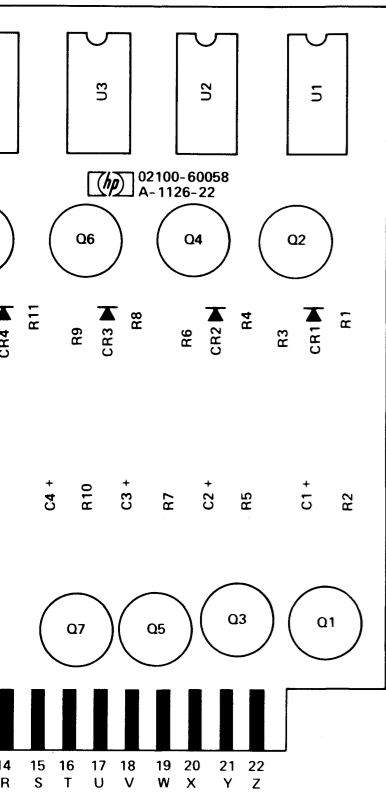 U3 U2 U1
hp 02100-60058
A-1126-22
Q6 Q4 Q2
CR4 R11 R9 CR3 R8 R6 CR2 R4 R3 CR1 R1
C4 + R10 C3 + R7 C2 + R5 C1 + R2
Q7 Q5 Q3 Q1
14 15 16 17 18 19 20 21 22
R S T U V W X Y Z